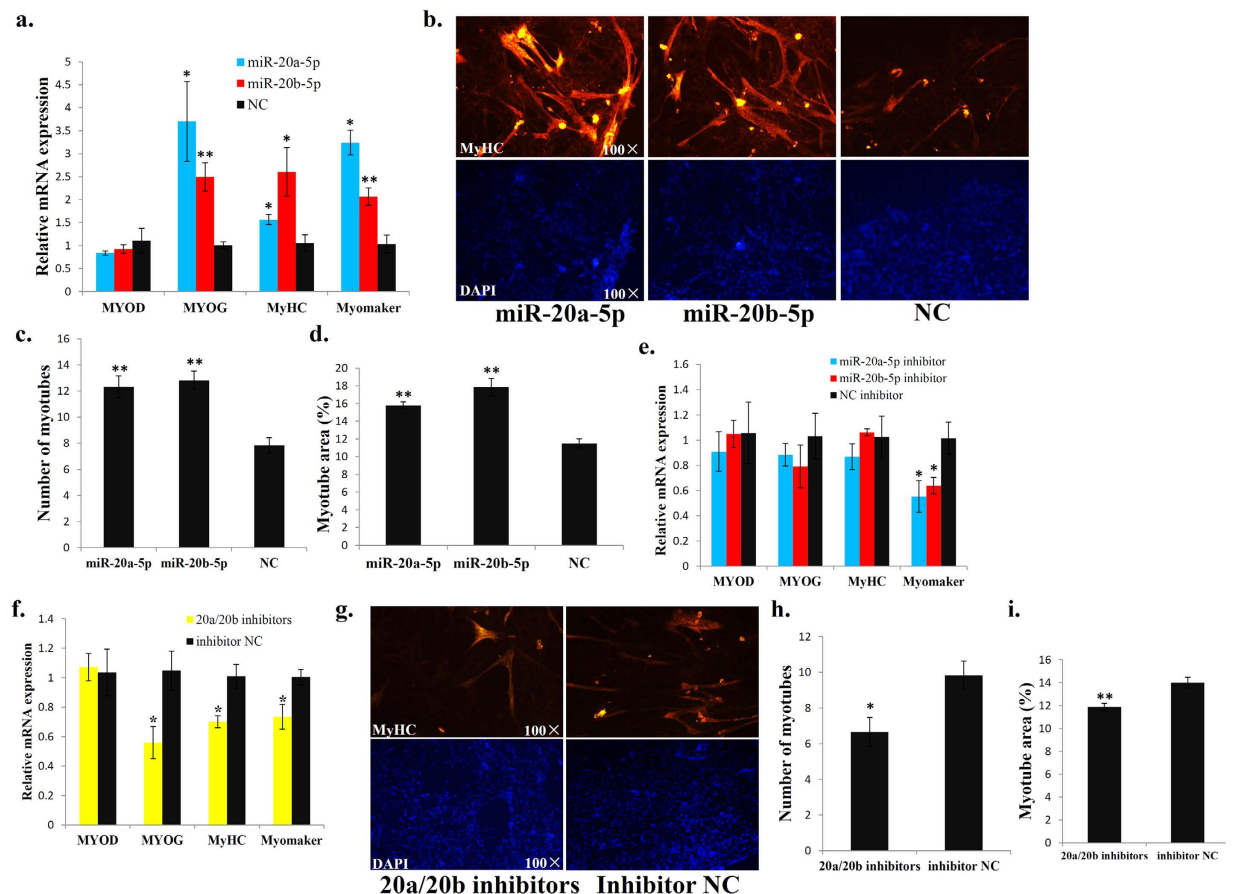 a.
miR-20a-5p
miR-20b-5p
NC
Relative mRNA expression
5
4.5
4
3.5
3
2.5
2
1.5
1
0.5
0
*
**
*
*
*
**
MYOD MYOG MyHC Myomaker
b.
MyHC 100×
DAPI 100×
miR-20a-5p miR-20b-5p NC
c.
Number of myotubes
16
14
12
10
8
6
4
2
0
** **
miR-20a-5p miR-20b-5p NC
d.
Myotube area (%)
20
18
16
14
12
10
8
6
4
2
0
** **
miR-20a-5p miR-20b-5p NC
e.
miR-20a-5p inhibitor
miR-20b-5p inhibitor
NC inhibitor
Relative mRNA expression
1.6
1.4
1.2
1
0.8
0.6
0.4
0.2
0
* *
MYOD MYOG MyHC Myomaker
f.
20a/20b inhibitors
inhibitor NC
Relative mRNA expression
1.4
1.2
1
0.8
0.6
0.4
0.2
0
* * *
MYOD MYOG MyHC Myomaker
g.
MyHC 100×
DAPI 100×
20a/20b inhibitors Inhibitor NC
h.
Number of myotubes
12
10
8
6
4
2
0
*
20a/20b inhibitors inhibitor NC
i.
Myotube area (%)
16
14
12
10
8
6
4
2
0
**
20a/20b inhibitors inhibitor NC